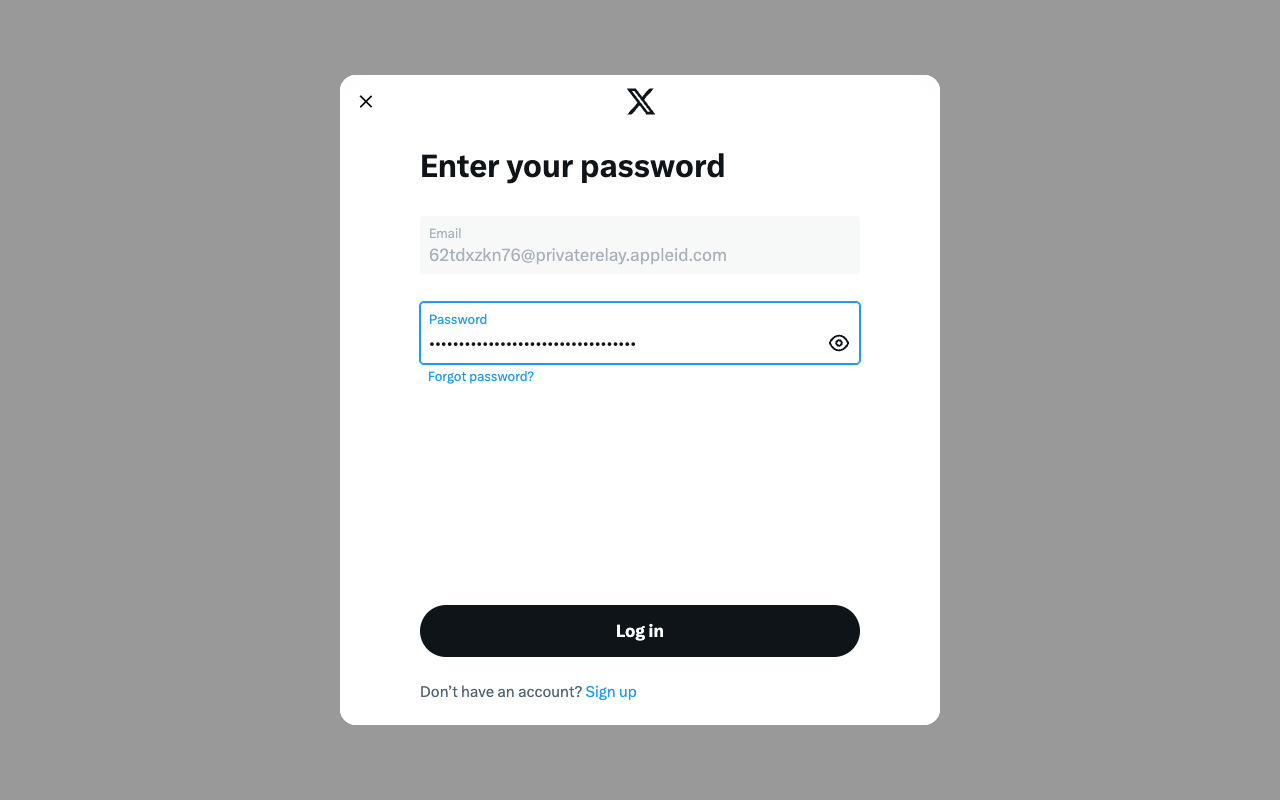 Enter your password
Email
62tdxzkn76@privaterelay.appleid.com
Password
•••••••••••••••••••••••••••••••••••
Forgot password?
Log in
Don’t have an account? Sign up